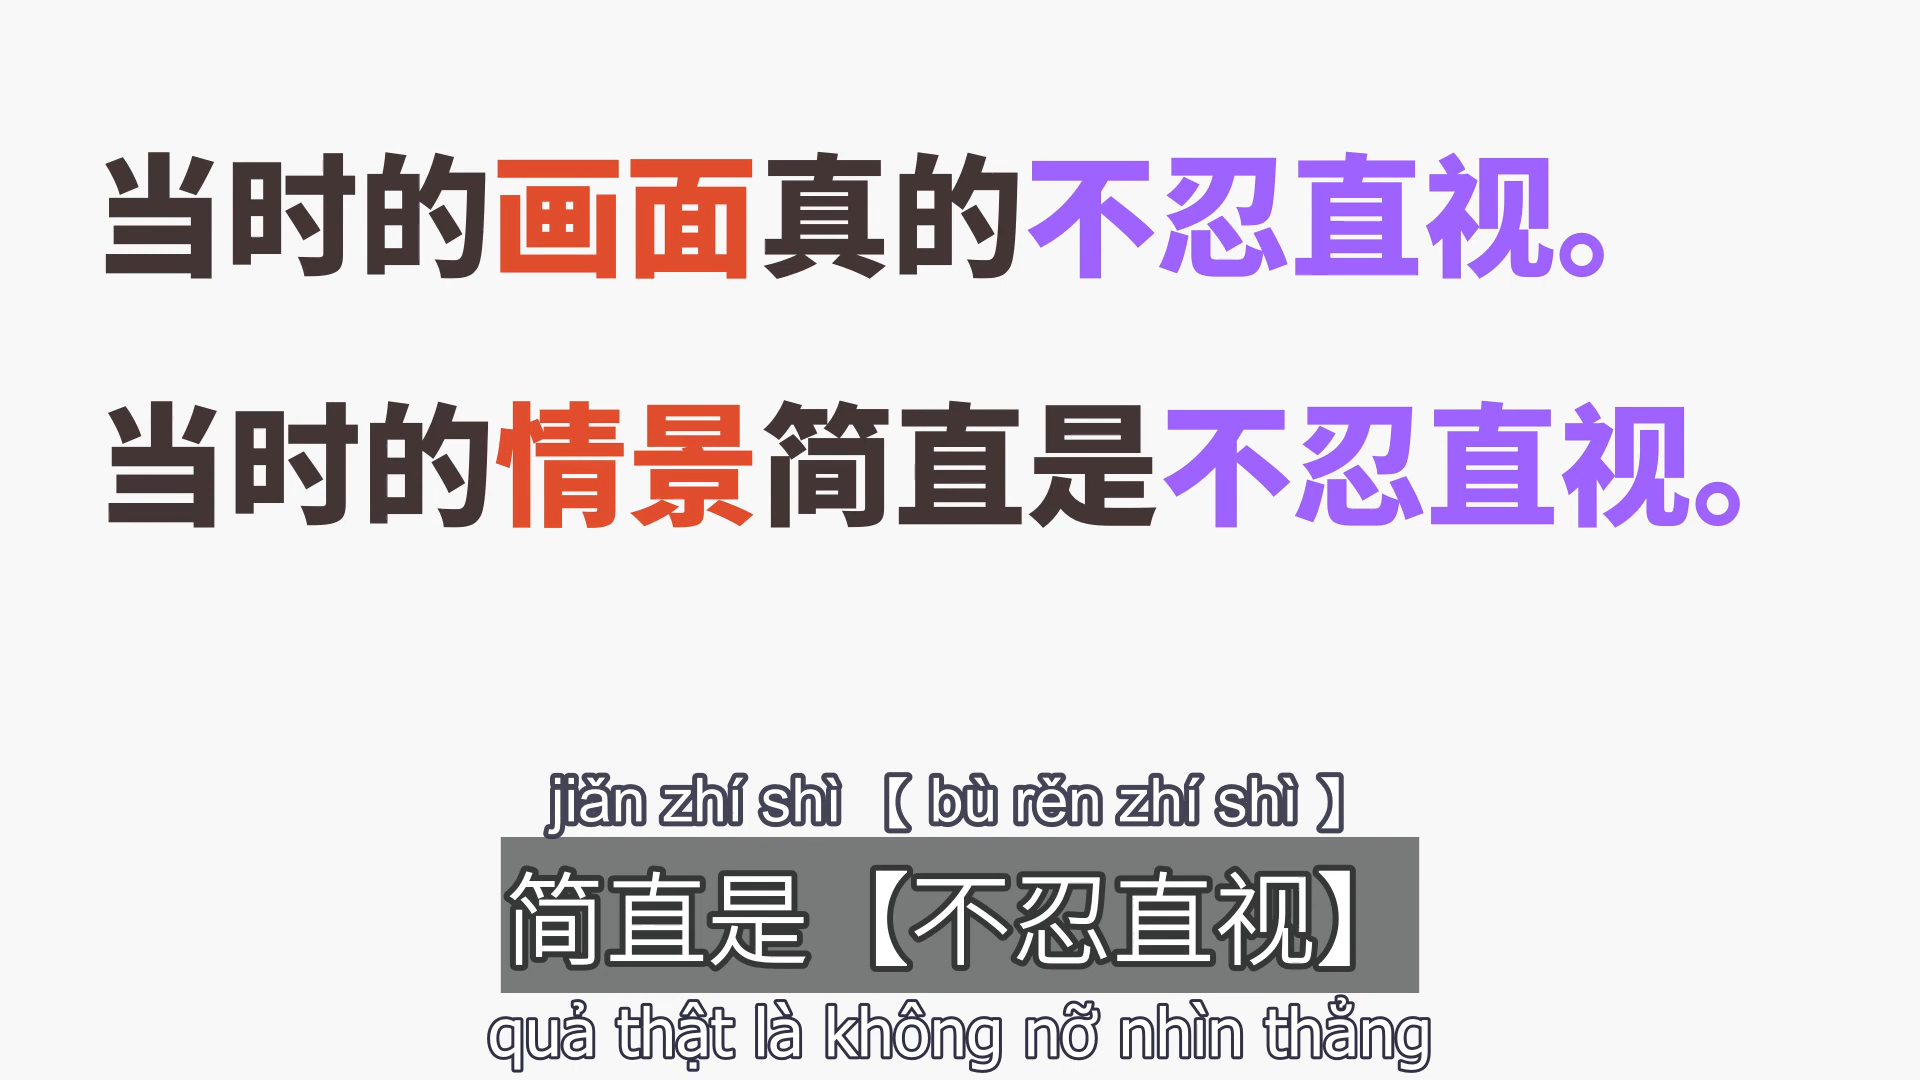 当时的画面真的不忍直视。
当时的情景简直是不忍直视。
jiǎn zhí shì 【 bù rěn zhí shì 】
简直是【不忍直视】
quả thật là không nỡ nhìn thẳng